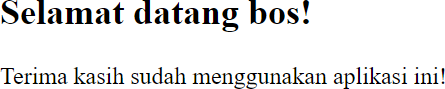 Selamat datang bos!
Terima kasih sudah menggunakan aplikasi ini!